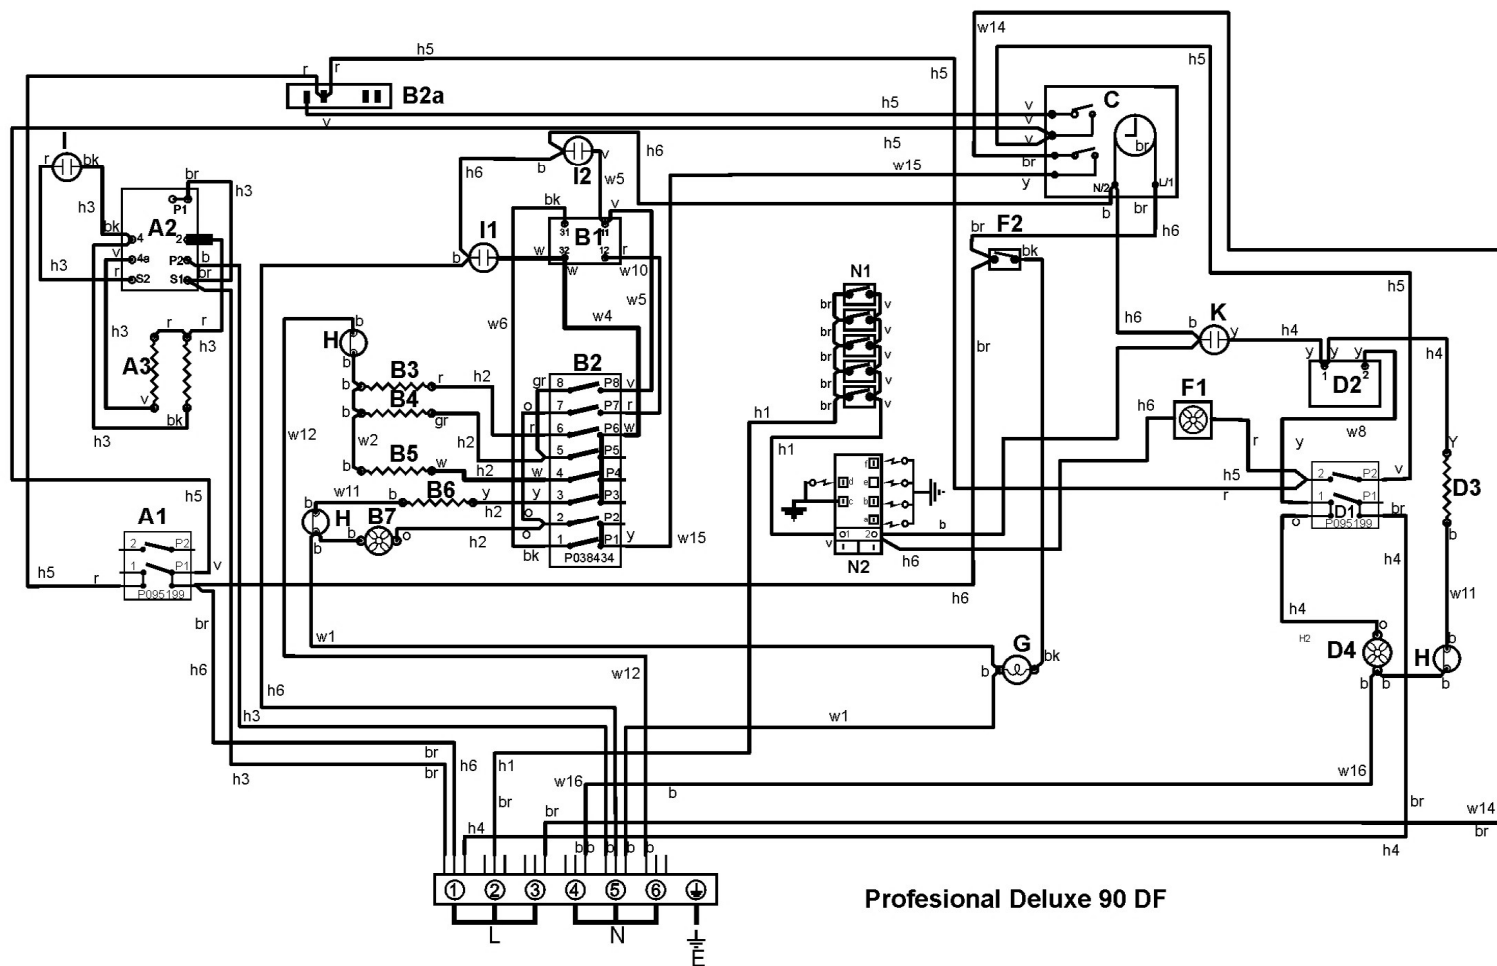 w14
h5
h5
h5
r
r
B2a
h5
C
v
v
v
v
h5
h6
w15
br
br
y
N/2
L/1
I
r
bk
br
h3
h3
P1
bk
A2
4
2
v
4a
P2
b
h3
r
S2
S1
br
I2
b
v
h6
w5
bk
v
I1
31
11
B1
w
32
12
r
b
w
w10
w5
w6
w4
b
br
h6
br
F2
bk
N1
br
v
br
v
br
v
br
v
br
v
h5
h6
K
b
y
h4
y
y
y
1
2
D2
h4
r
r
h3
h3
A3
v
bk
h3
b
H
b
B3
b
r
h2
B4
b
gr
h2
w12
w2
B5
b
w
h2
w11
B6
b
b
y
h2
H
B7
b
b
o
h2
B2
gr
8
P8
v
o
7
P7
r
r
6
P6
w
5
P5
w
4
P4
y
3
P3
o
2
P2
o
1
P1
y
bk
P038434
w15
br
h1
h1
f
d
e
c
b
a
1
2
v
N2
b
h6
F1
h6
r
w8
y
h5
r
2
P2
v
1
P1
br
D1
o
P095199
Y
D3
b
w11
h4
h4
H2
o
D4
H
b
b
b
b
h5
A1
2
P2
1
P1
v
P095199
h5
r
br
h6
h6
w1
G
b
bk
w12
h6
h3
w1
br
h6
br
h3
h1
br
w16
b
w16
br
br
w14
br
h4
h4
b
b
b
b
b
1
2
3
4
5
6
L
N
E
Profesional Deluxe 90 DF